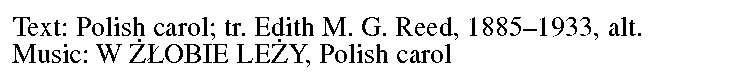 Text: Polish carol; tr. Edith M. G. Reed, 1885–1933, alt.
Music: W ŻŁOBIE LEŻY, Polish carol